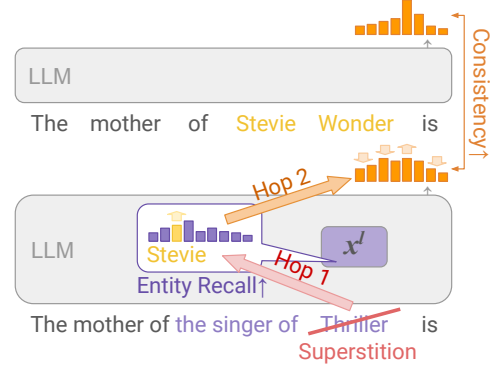 LLM
The mother of Stevie Wonder is
Consistency↑
Hop 2
LLM
Stevie
x^l
Hop 1
Entity Recall↑
The mother of the singer of Thriller is
Superstition